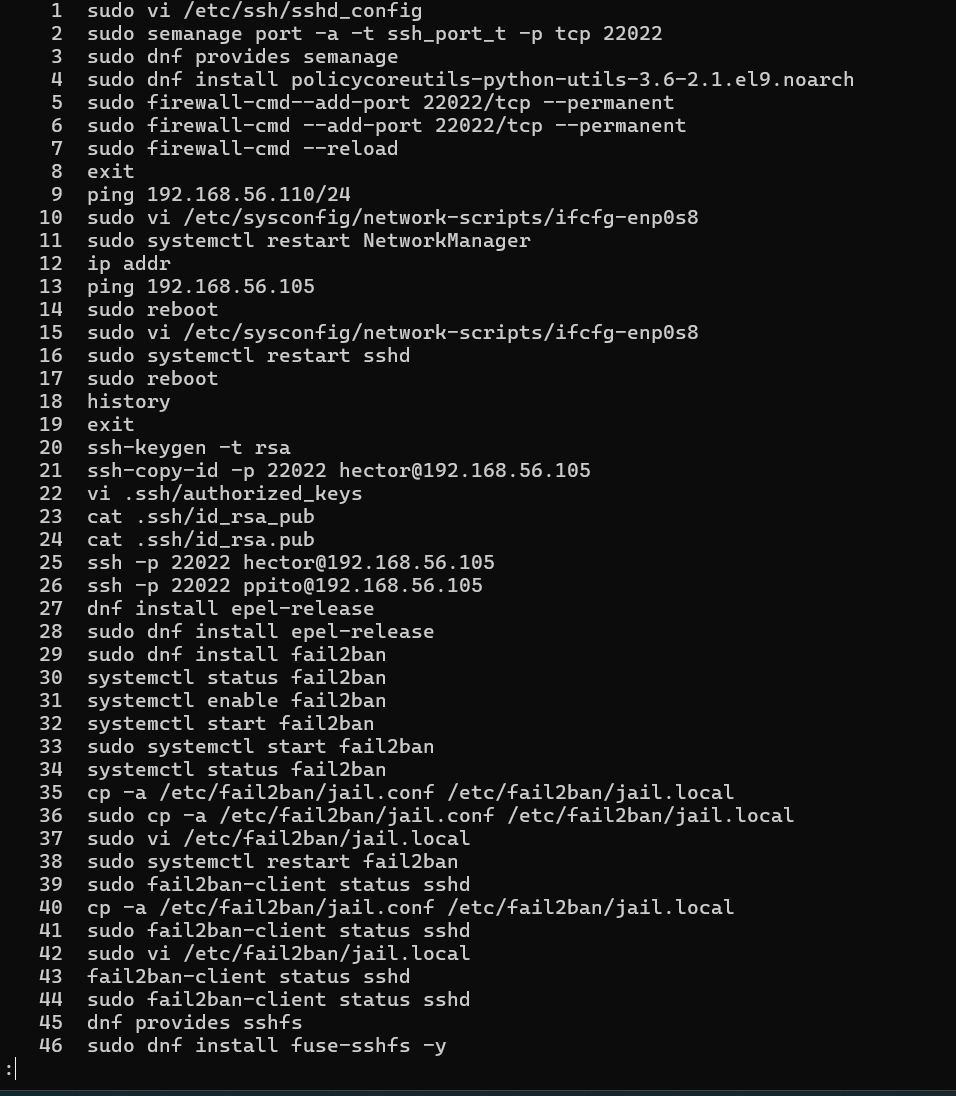 1 sudo vi /etc/ssh/sshd_config
2 sudo semanage port -a -t ssh_port_t -p tcp 22022
3 sudo dnf provides semanage
4 sudo dnf install policycoreutils-python-utils-3.6-2.1.el9.noarch
5 sudo firewall-cmd--add-port 22022/tcp --permanent
6 sudo firewall-cmd --add-port 22022/tcp --permanent
7 sudo firewall-cmd --reload
8 exit
9 ping 192.168.56.110/24
10 sudo vi /etc/sysconfig/network-scripts/ifcfg-enp0s8
11 sudo systemctl restart NetworkManager
12 ip addr
13 ping 192.168.56.105
14 sudo reboot
15 sudo vi /etc/sysconfig/network-scripts/ifcfg-enp0s8
16 sudo systemctl restart sshd
17 sudo reboot
18 history
19 exit
20 ssh-keygen -t rsa
21 ssh-copy-id -p 22022 hector@192.168.56.105
22 vi .ssh/authorized_keys
23 cat .ssh/id_rsa_pub
24 cat .ssh/id_rsa.pub
25 ssh -p 22022 hector@192.168.56.105
26 ssh -p 22022 ppito@192.168.56.105
27 dnf install epel-release
28 sudo dnf install epel-release
29 sudo dnf install fail2ban
30 systemctl status fail2ban
31 systemctl enable fail2ban
32 systemctl start fail2ban
33 sudo systemctl start fail2ban
34 systemctl status fail2ban
35 cp -a /etc/fail2ban/jail.conf /etc/fail2ban/jail.local
36 sudo cp -a /etc/fail2ban/jail.conf /etc/fail2ban/jail.local
37 sudo vi /etc/fail2ban/jail.local
38 sudo systemctl restart fail2ban
39 sudo fail2ban-client status sshd
40 cp -a /etc/fail2ban/jail.conf /etc/fail2ban/jail.local
41 sudo fail2ban-client status sshd
42 sudo vi /etc/fail2ban/jail.local
43 fail2ban-client status sshd
44 sudo fail2ban-client status sshd
45 dnf provides sshfs
46 sudo dnf install fuse-sshfs -y
: